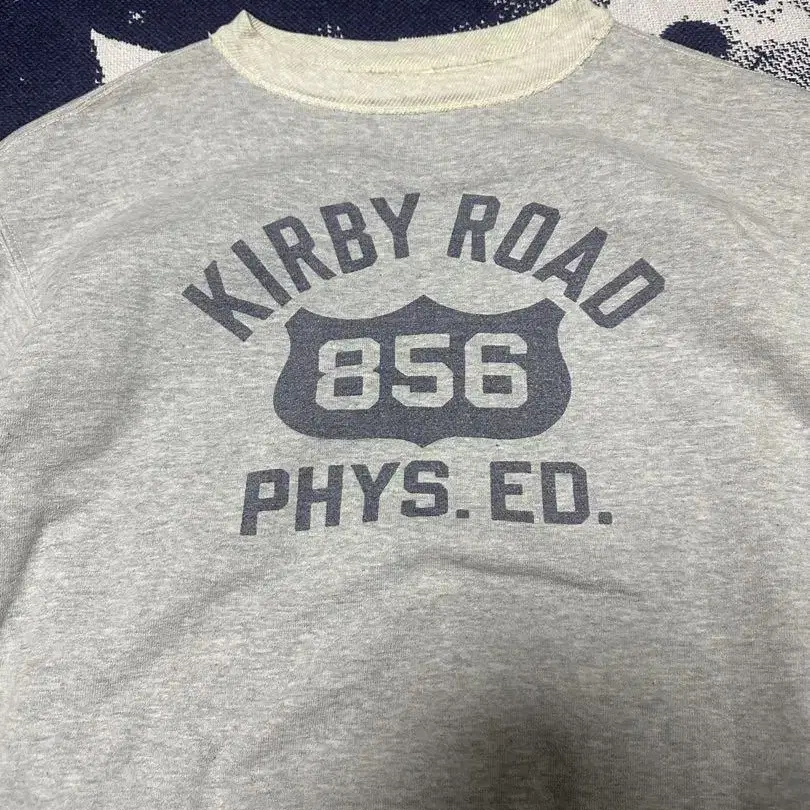 KIRBY ROAD
856
PHYS. ED.